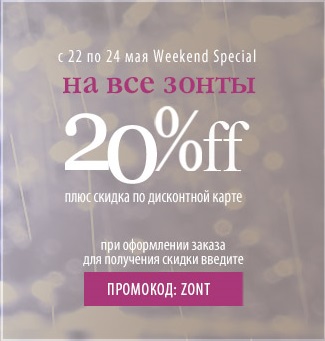 с 22 по 24 мая Weekend Special
на все зонты
20%ff
плюс скидка по дисконтной карте
при оформлении заказа
для получения скидки введите
ПРОМОКОД: ZONT